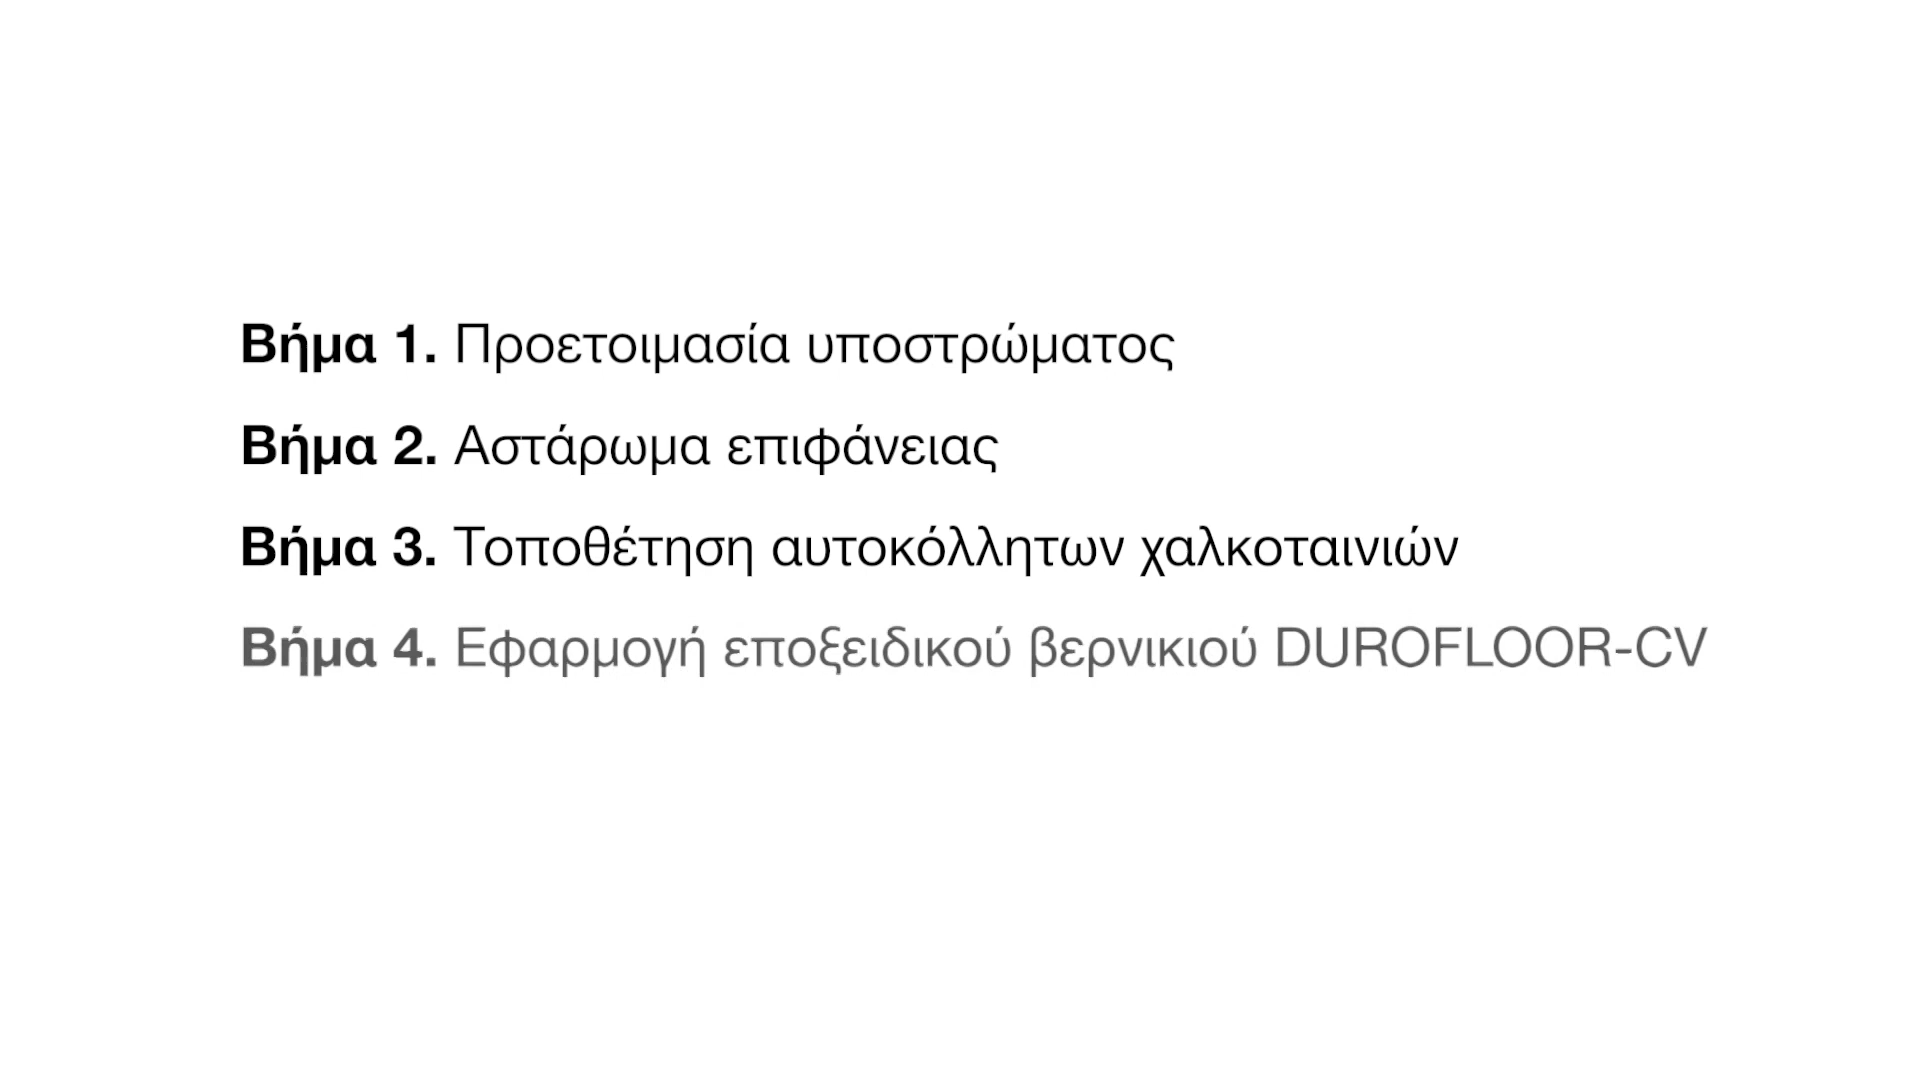 Βήμα 1. Προετοιμασία υποστρώματος
Βήμα 2. Αστάρωμα επιφάνειας
Βήμα 3. Τοποθέτηση αυτοκόλλητων χαλκοταινιών
Βήμα 4. Εφαρμογή εποξειδικού βερνικιού DUROFLOOR-CV